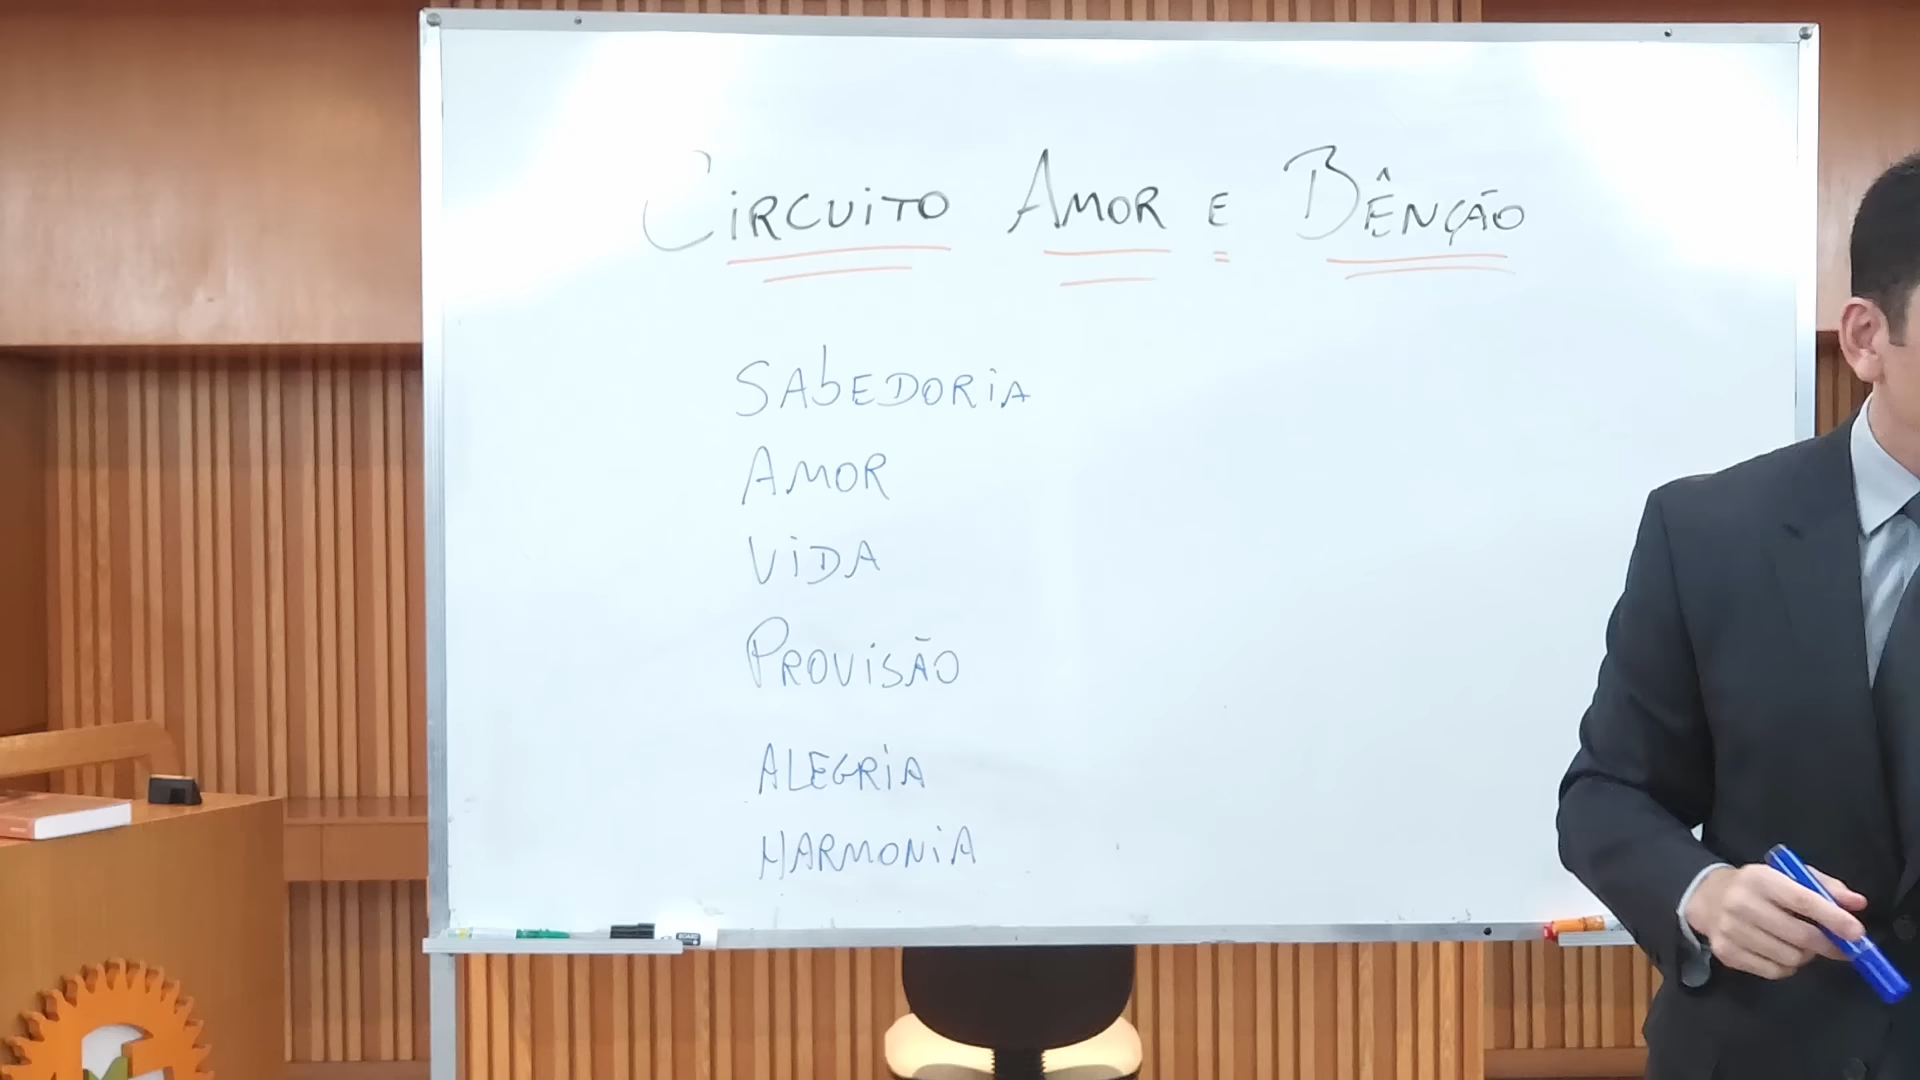 CiRCUiTO AMOR E BÊNÇÃO
SAbEDORiA
AMOR
ViDA
PROViSÃO
ALEGRiA
HARMONiA